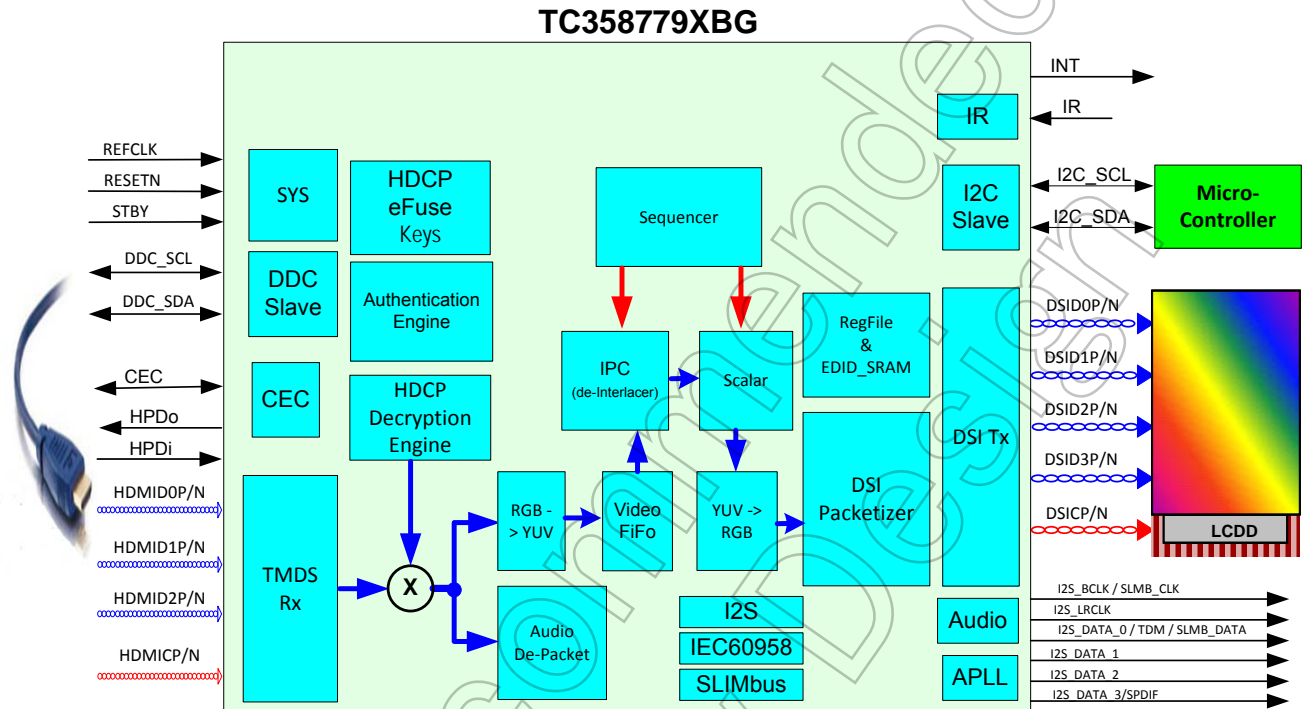 TC358779XBG
REFCLK
RESETN
STBY
DDC_SCL
DDC_SDA
CEC
HPDo
HPDi
HDMID0P/N
HDMID1P/N
HDMID2P/N
HDMICP/N
SYS
DDC
Slave
CEC
TMDS
Rx
HDCP
eFuse
Keys
Authentication
Engine
HDCP
Decryption
Engine
X
RGB -
> YUV
Audio
De-Packet
Video
FiFo
IPC
(de-Interlacer)
Sequencer
Scalar
YUV ->
RGB
I2S
IEC60958
SLIMbus
RegFile
&
EDID_SRAM
DSI
Packetizer
IR
I2C
Slave
DSI Tx
Audio
APLL
INT
IR
I2C_SCL
I2C_SDA
Micro-
Controller
DSID0P/N
DSID1P/N
DSID2P/N
DSID3P/N
DSICP/N
LCDD
I2S_BCLK / SLMB_CLK
I2S_LRCLK
I2S_DATA_0 / TDM / SLMB_DATA
I2S_DATA_1
I2S_DATA_2
I2S_DATA_3/SPDIF
ommended
Design